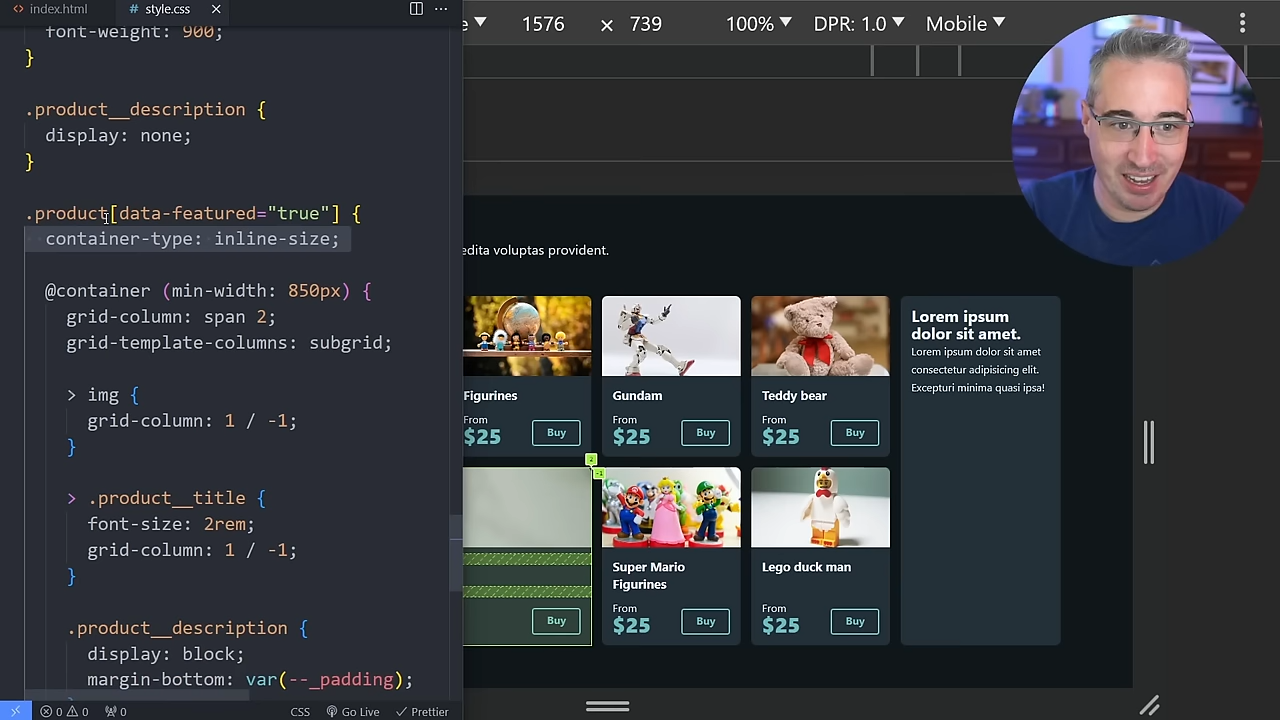 index.html
# style.css
font-weight: 900;
}
.product__description {
display: none;
}
.product[data-featured="true"] {
container-type: inline-size;
@container (min-width: 850px) {
grid-column: span 2;
grid-template-columns: subgrid;
> img {
grid-column: 1 / -1;
}
> .product__title {
font-size: 2rem;
grid-column: 1 / -1;
}
.product__description {
display: block;
margin-bottom: var(--_padding);
0 0 0
CSS Go Live Prettier
e 1576 × 739 100% DPR: 1.0 Mobile
edita voluptas provident.
Figurines
From
$25
Buy
Gundam
From
$25
Buy
Teddy bear
From
$25
Buy
Lorem ipsum
dolor sit amet.
Lorem ipsum dolor sit amet
consectetur adipisicing elit.
Excepturi minima quasi ipsa!
2
-1
Buy
Super Mario
Figurines
From
$25
Buy
Lego duck man
From
$25
Buy